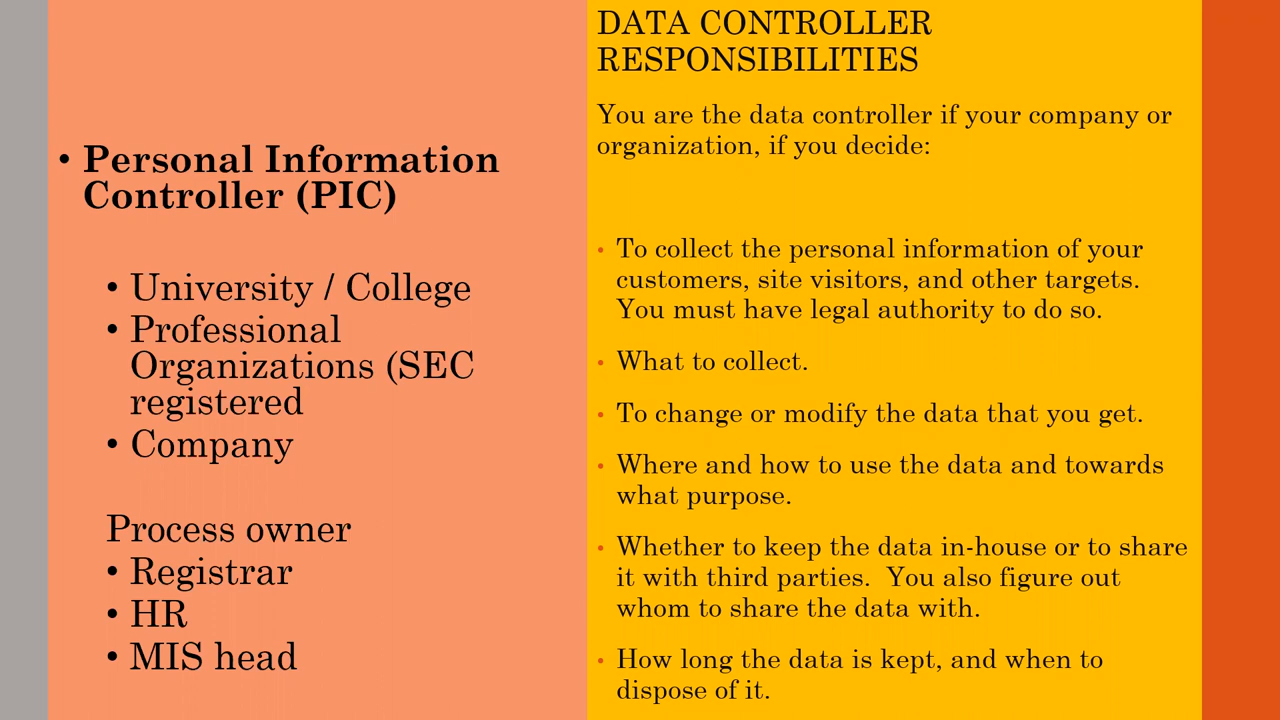 • Personal Information
Controller (PIC)
• University / College
• Professional
Organizations (SEC
registered
• Company
Process owner
• Registrar
• HR
• MIS head
DATA CONTROLLER
RESPONSIBILITIES
You are the data controller if your company or
organization, if you decide:
• To collect the personal information of your
customers, site visitors, and other targets.
You must have legal authority to do so.
• What to collect.
• To change or modify the data that you get.
• Where and how to use the data and towards
what purpose.
• Whether to keep the data in-house or to share
it with third parties.  You also figure out
whom to share the data with.
• How long the data is kept, and when to
dispose of it.